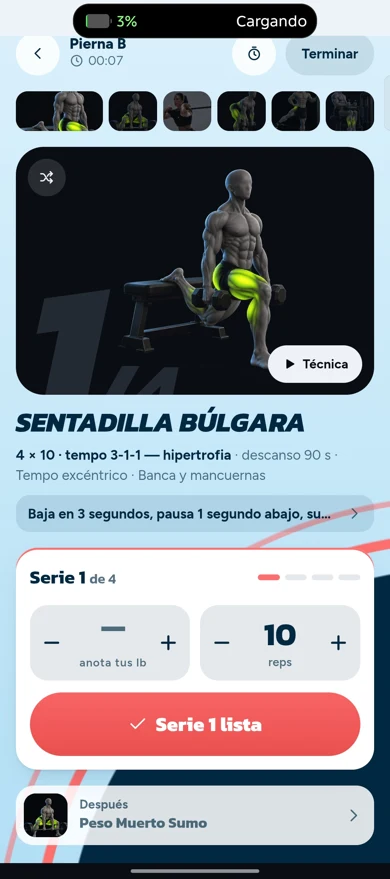 3% Cargando
Pierna B
00:07
Terminar
Técnica
SENTADILLA BÚLGARA
4 × 10 · tempo 3-1-1 — hipertrofia · descanso 90 s ·
Tempo excéntrico · Banca y mancuernas
Baja en 3 segundos, pausa 1 segundo abajo, su...
Serie 1 de 4
— 10
anota tus lb reps
Serie 1 lista
Después
Peso Muerto Sumo